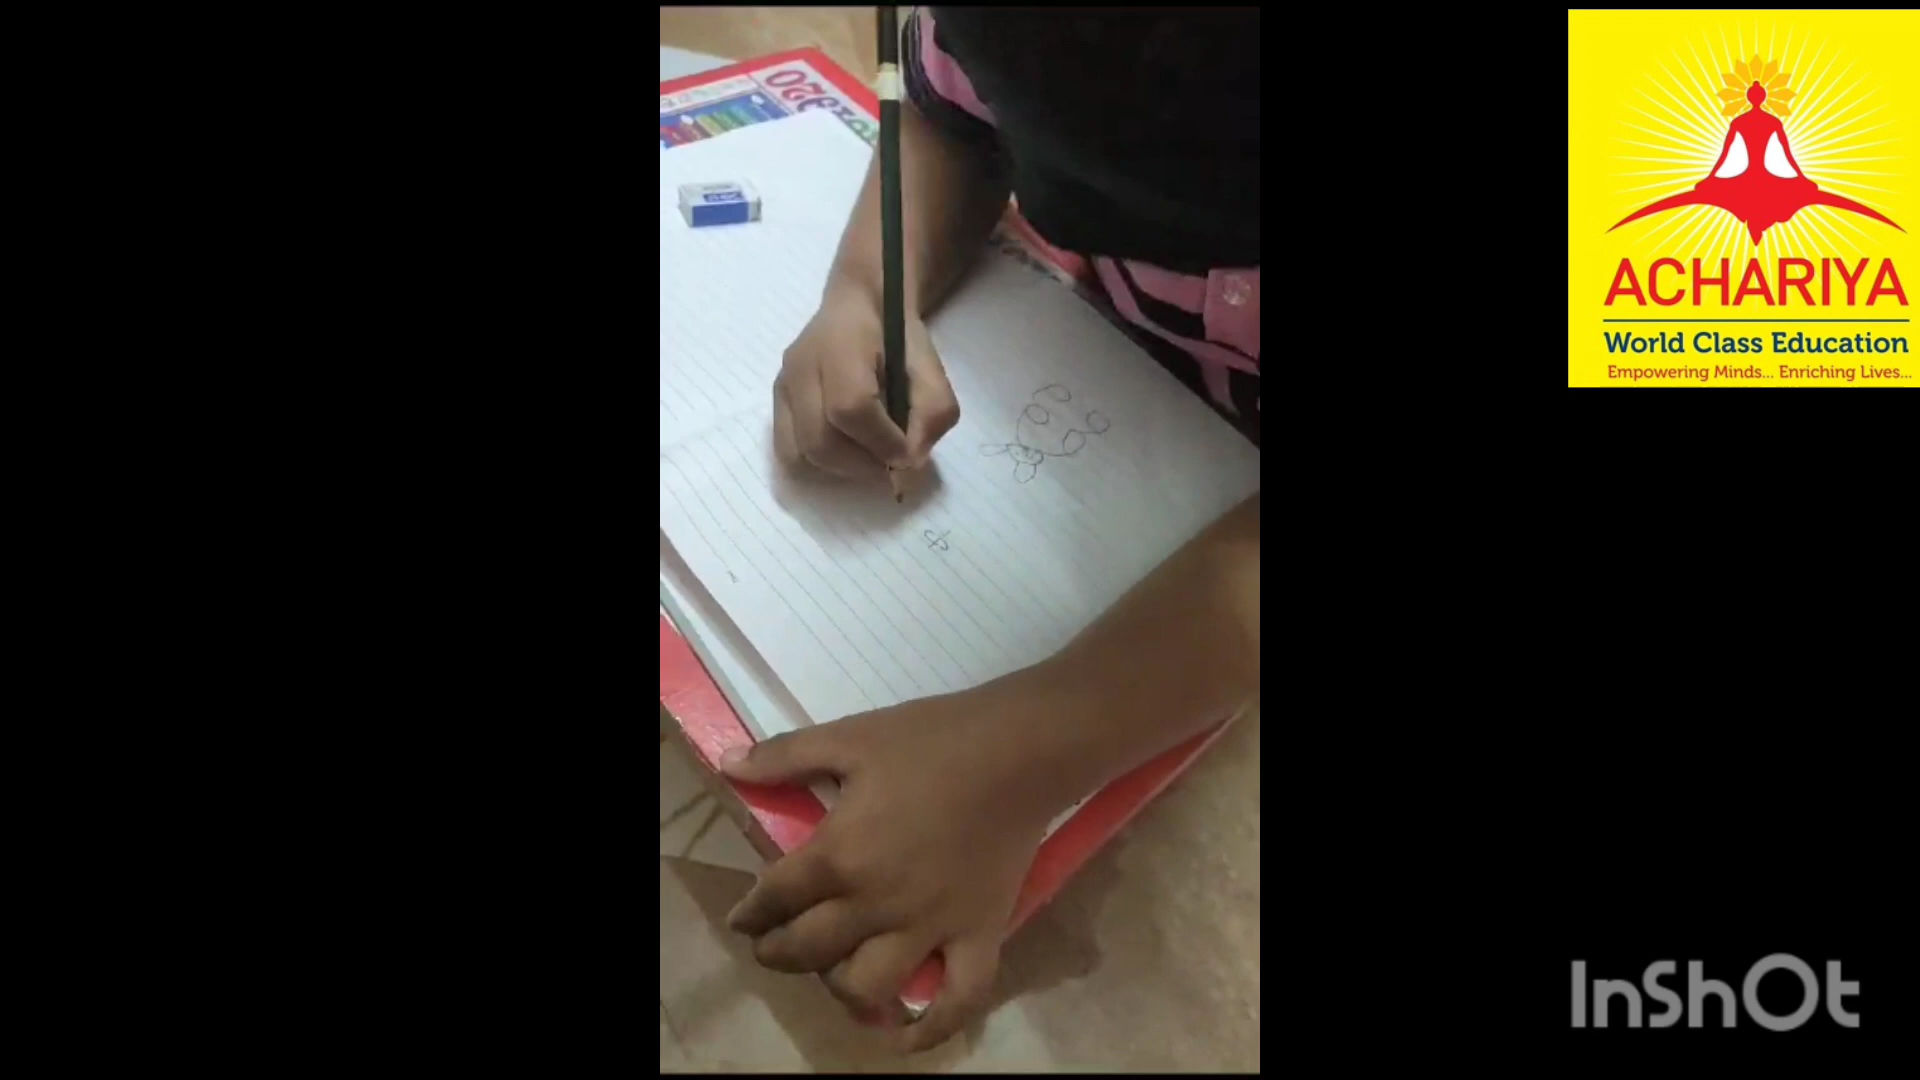 ACHARIYA
World Class Education
Empowering Minds... Enriching Lives...
InShOt